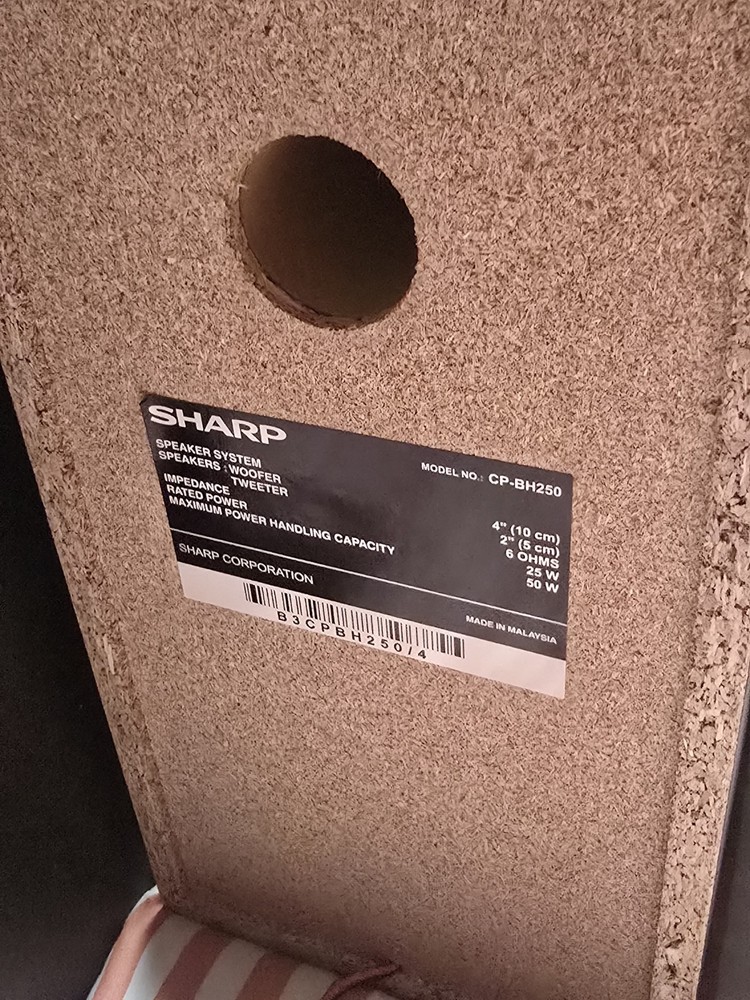 SHARP
SPEAKER SYSTEM MODEL NO.: CP-BH250
SPEAKERS : WOOFER 4" (10 cm)
TWEETER 2" (5 cm)
IMPEDANCE 6 OHMS
RATED POWER 25 W
MAXIMUM POWER HANDLING CAPACITY 50 W
SHARP CORPORATION MADE IN MALAYSIA
B3CPBH250/4